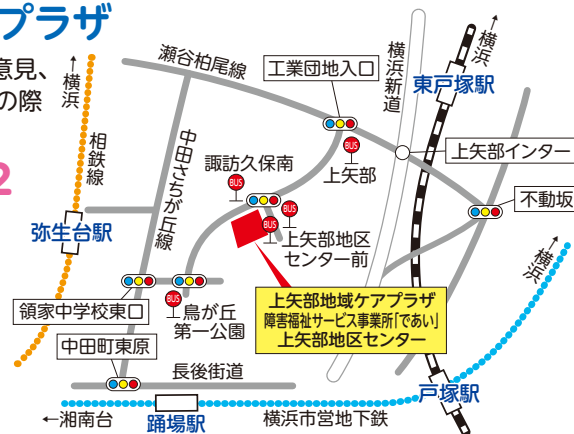 プラザ
意見、
の際
2
↑横浜
相鉄線
弥生台駅
瀬谷柏尾線
中田さちが丘線
工業団地入口
横浜新道
↑横浜
東戸塚駅
上矢部インター
不動坂
BUS
上矢部
諏訪久保南
BUS
BUS
BUS
上矢部地区
センター前
↑横浜
領家中学校東口
BUS
鳥が丘
第一公園
上矢部地域ケアプラザ
障害福祉サービス事業所「であい」
上矢部地区センター
中田町東原
長後街道
戸塚駅
←湘南台
踊場駅
横浜市営地下鉄